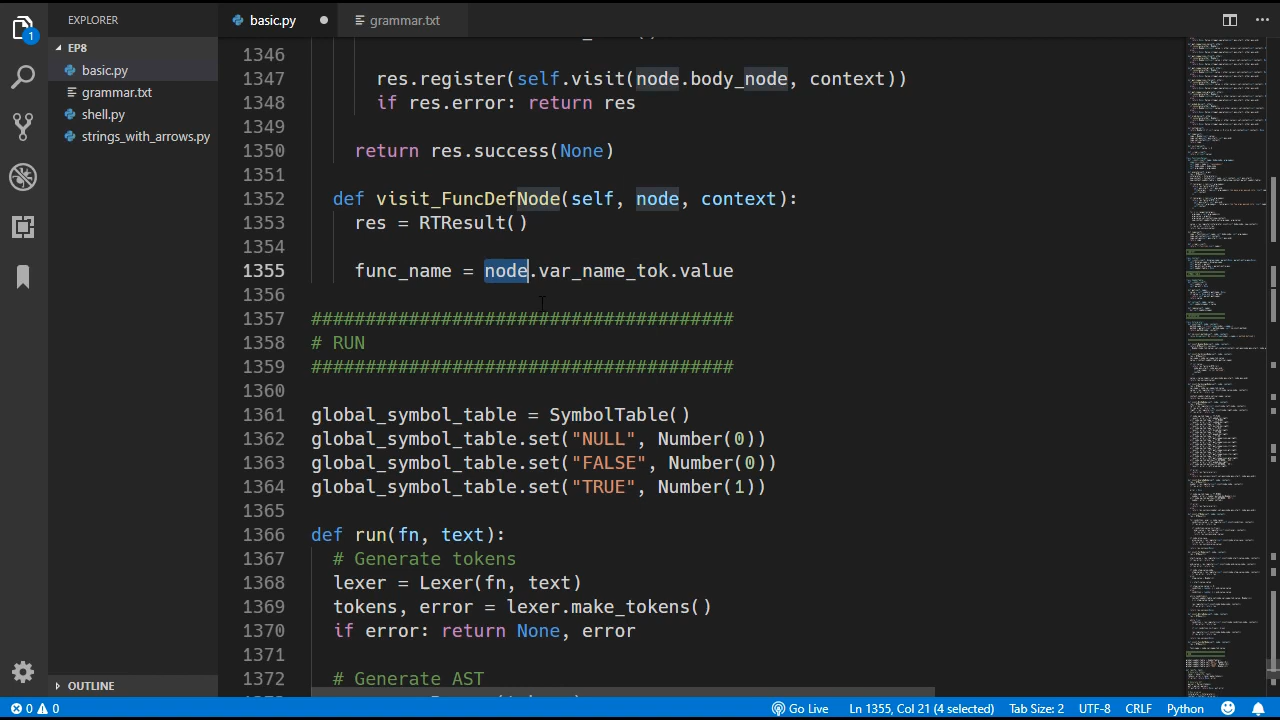 EXPLORER
basic.py
grammar.txt
EP8
basic.py
grammar.txt
shell.py
strings_with_arrows.py
1
1346
1347 res.register(self.visit(node.body_node, context))
1348 if res.error: return res
1349
1350 return res.success(None)
1351
1352 def visit_FuncDefNode(self, node, context):
1353 res = RTResult()
1354
1355 func_name = node.var_name_tok.value
1356
1357 #######################################
1358 # RUN
1359 #######################################
1360
1361 global_symbol_table = SymbolTable()
1362 global_symbol_table.set("NULL", Number(0))
1363 global_symbol_table.set("FALSE", Number(0))
1364 global_symbol_table.set("TRUE", Number(1))
1365
1366 def run(fn, text):
1367 # Generate tokens
1368 lexer = Lexer(fn, text)
1369 tokens, error = lexer.make_tokens()
1370 if error: return None, error
1371
1372 # Generate AST
OUTLINE
0 0 Go Live Ln 1355, Col 21 (4 selected) Tab Size: 2 UTF-8 CRLF Python